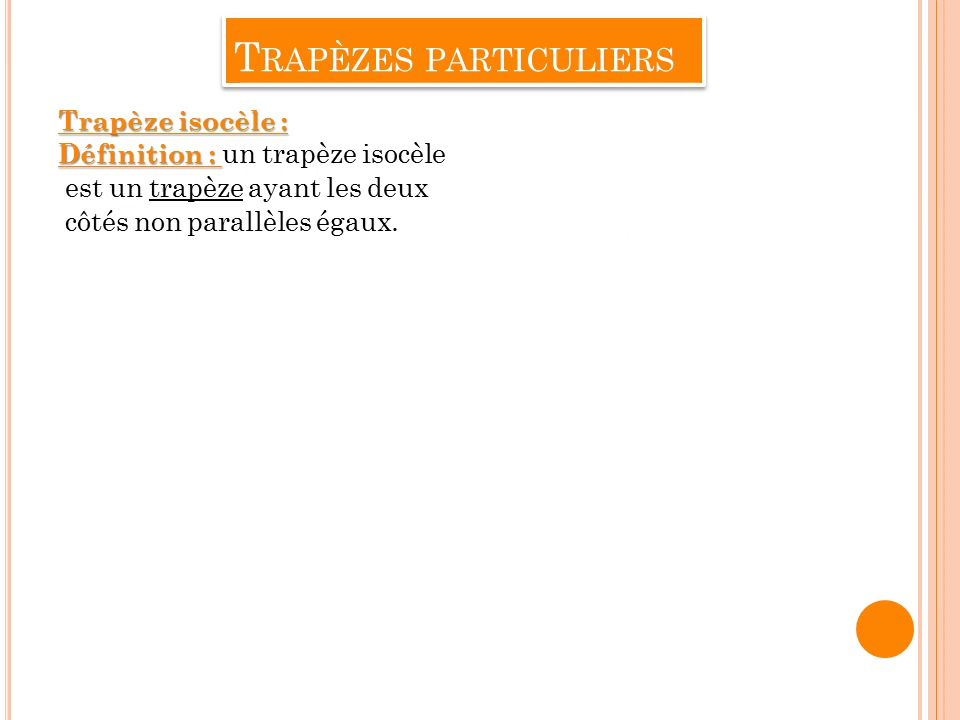 Trapèzes particuliers
Trapèze isocèle :
Définition : un trapèze isocèle
est un trapèze ayant les deux
côtés non parallèles égaux.